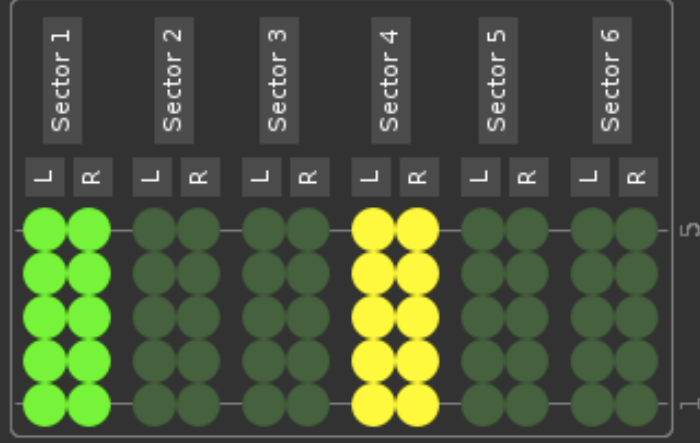 Sector 1
Sector 2
Sector 3
Sector 4
Sector 5
Sector 6
L R L R L R L R L R L R
5
1